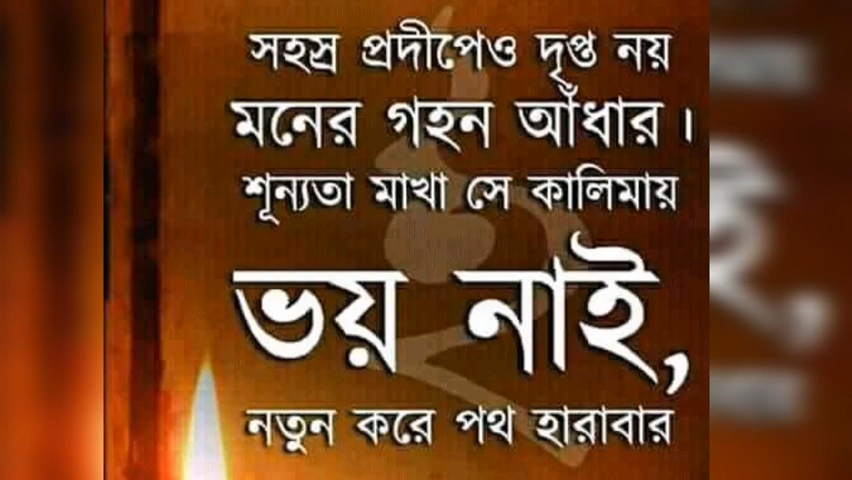 সহস্র প্রদীপেও দৃপ্ত নয়
মনের গহন আঁধার।
শূন্যতা মাখা সে কালিমায়
ভয় নাই,
নতুন করে পথ হারাবার